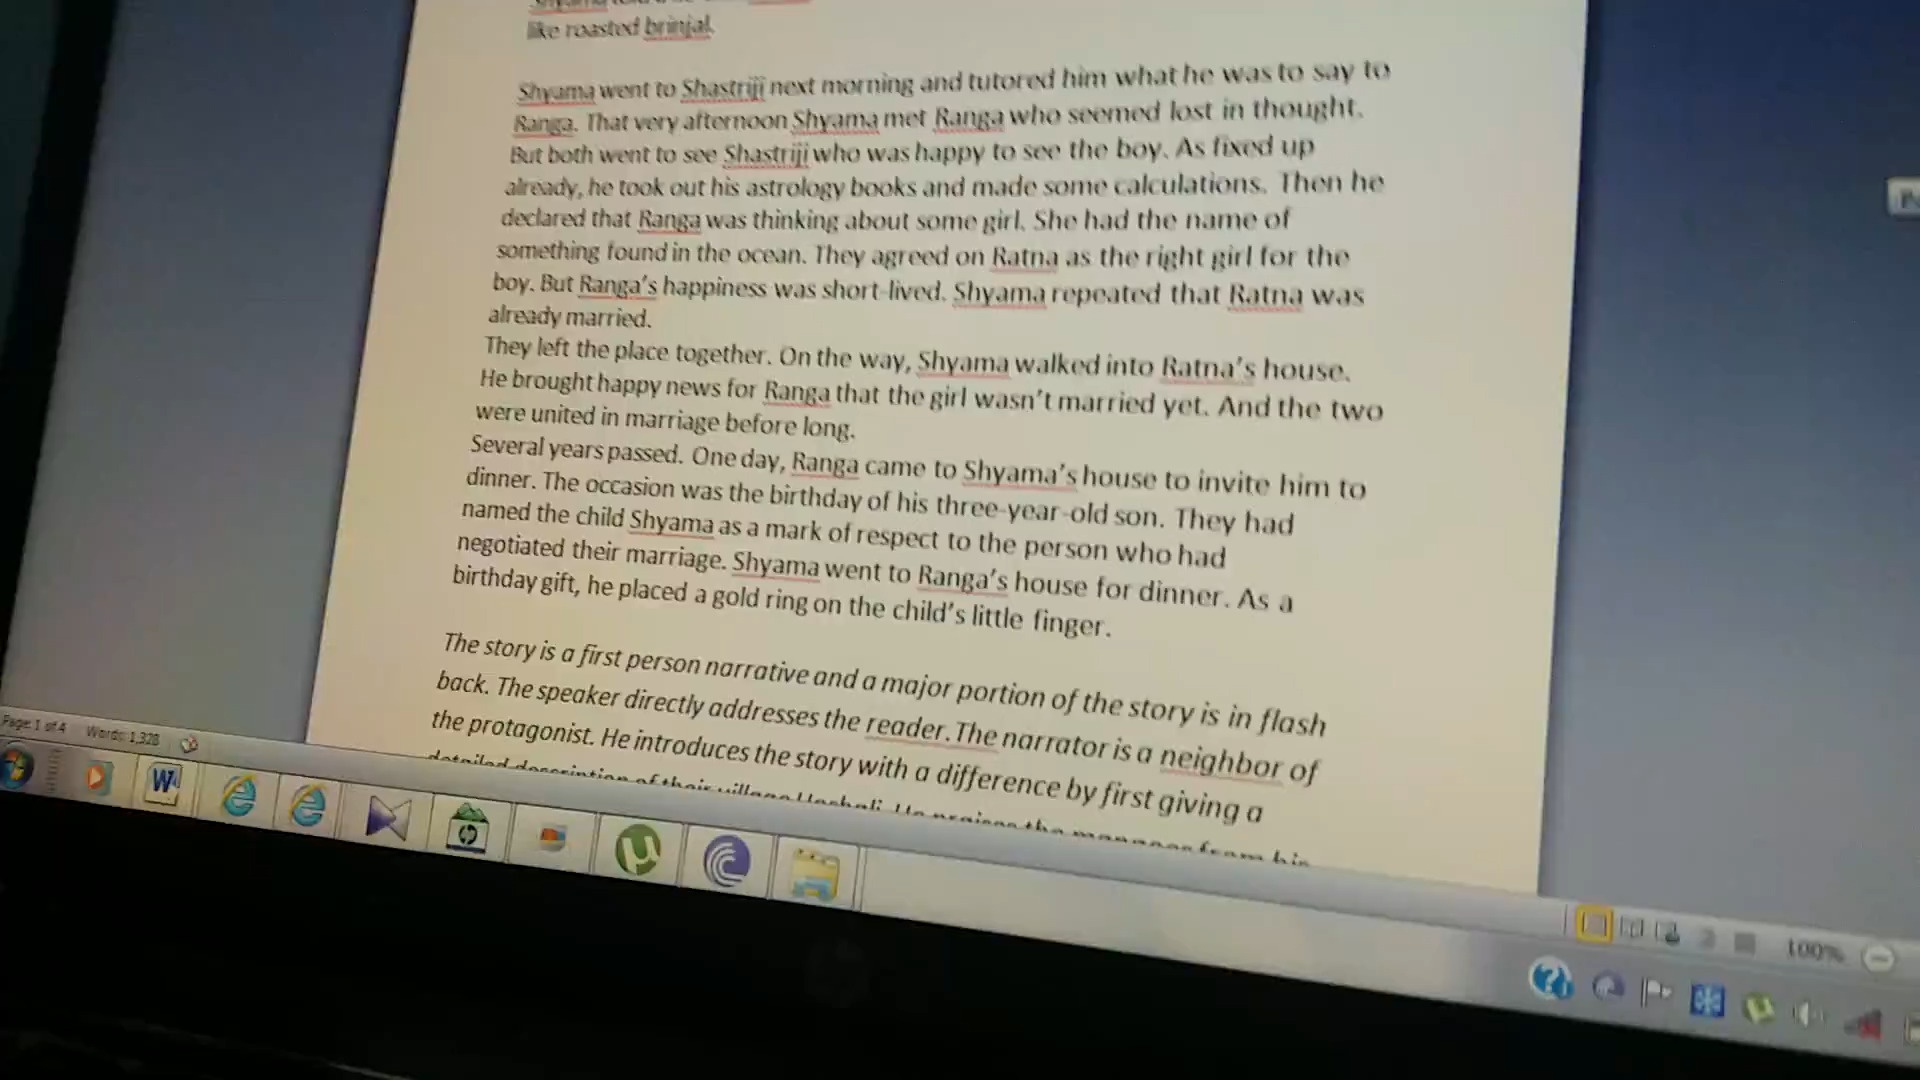 like roasted brinjal.
Shyama went to Shastriji next morning and tutored him what he was to say to
Ranga. That very afternoon Shyama met Ranga who seemed lost in thought.
But both went to see Shastriji who was happy to see the boy. As fixed up
already, he took out his astrology books and made some calculations. Then he
declared that Ranga was thinking about some girl. She had the name of
something found in the ocean. They agreed on Ratna as the right girl for the
boy. But Ranga's happiness was short-lived. Shyama repeated that Ratna was
already married.
They left the place together. On the way, Shyama walked into Ratna's house.
He brought happy news for Ranga that the girl wasn't married yet. And the two
were united in marriage before long.
Several years passed. One day, Ranga came to Shyama's house to invite him to
dinner. The occasion was the birthday of his three-year-old son. They had
named the child Shyama as a mark of respect to the person who had
negotiated their marriage. Shyama went to Ranga's house for dinner. As a
birthday gift, he placed a gold ring on the child's little finger.
The story is a first person narrative and a major portion of the story is in flash
back. The speaker directly addresses the reader. The narrator is a neighbor of
the protagonist. He introduces the story with a difference by first giving a
detailed description of their village
Page: 1 of 4 Words: 1,328
100%